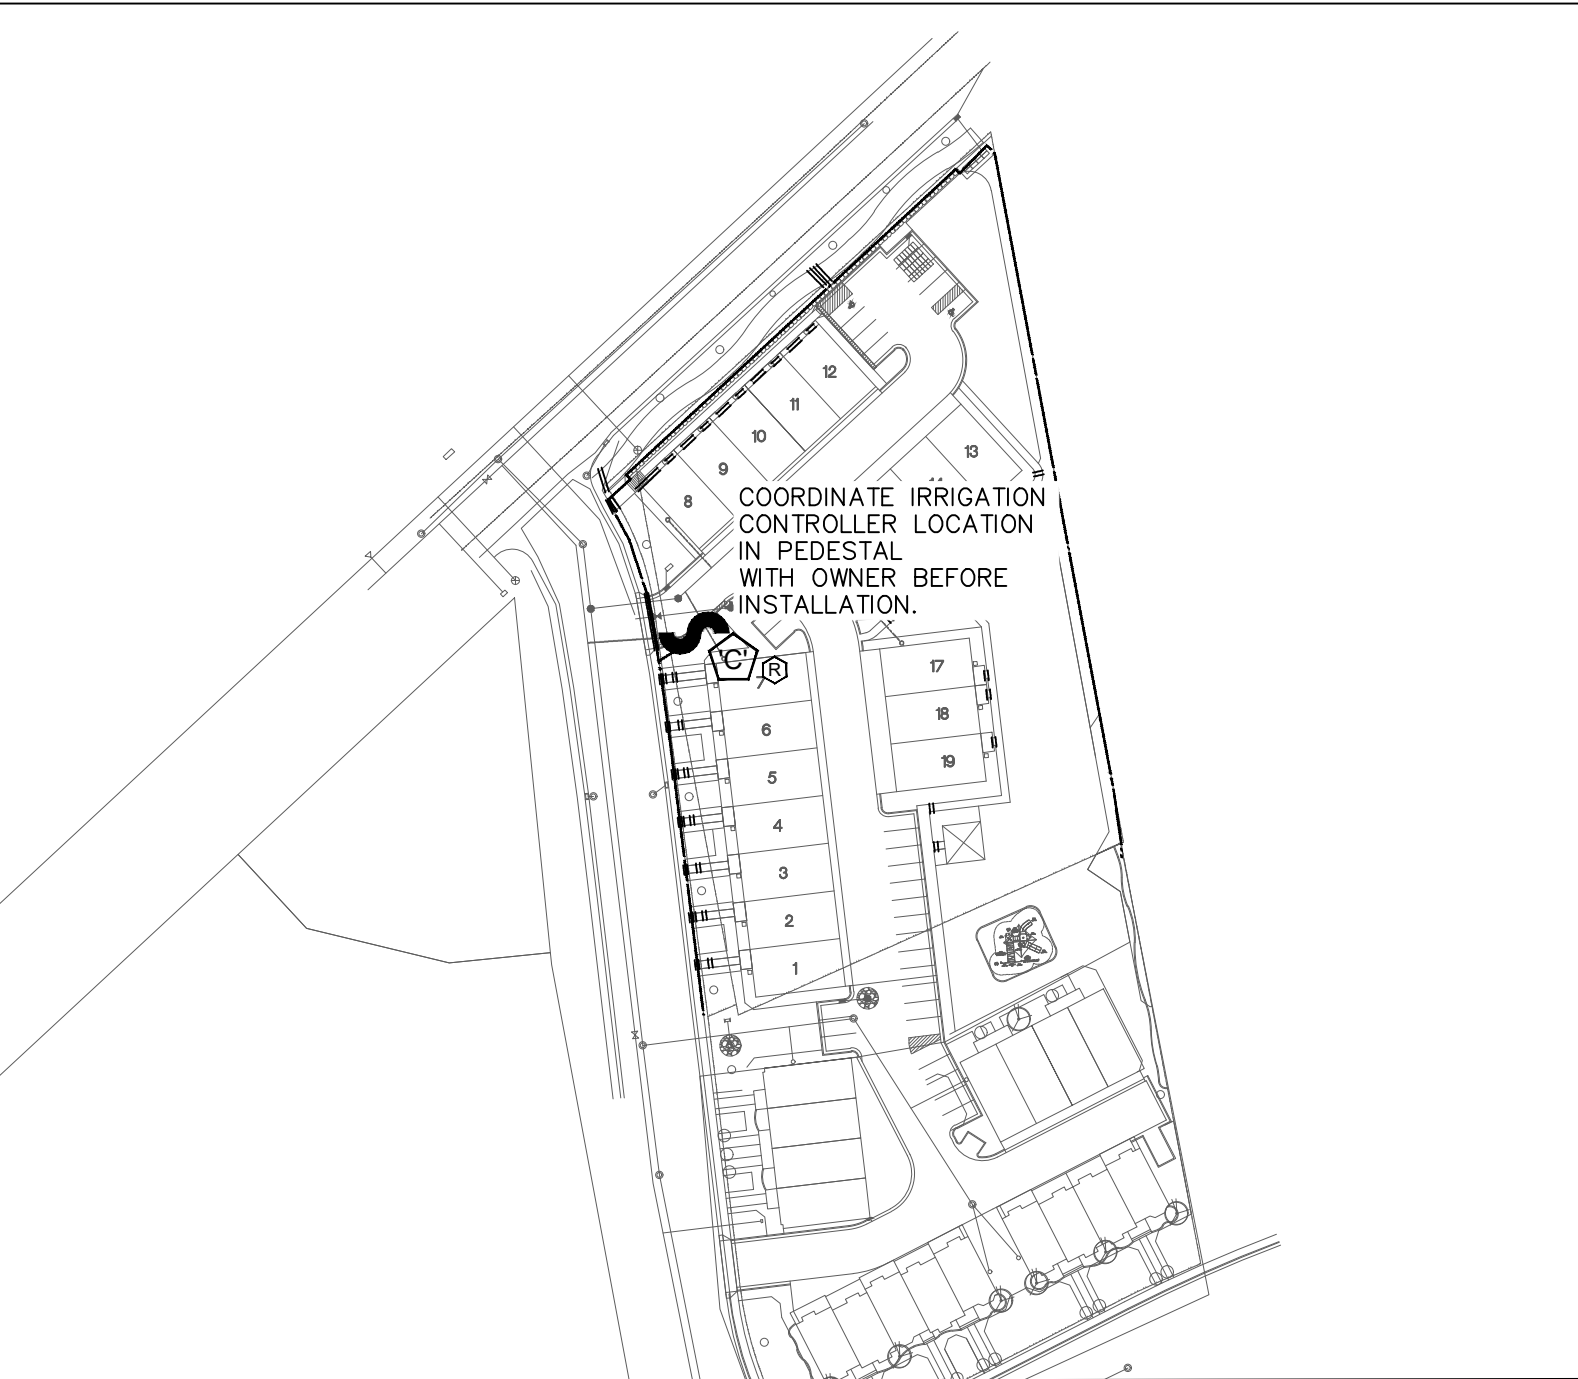 12
11
13
10
9
8
COORDINATE IRRIGATION
CONTROLLER LOCATION
IN PEDESTAL
WITH OWNER BEFORE
INSTALLATION.
'C'
R
7
17
6
18
5
19
4
3
2
1